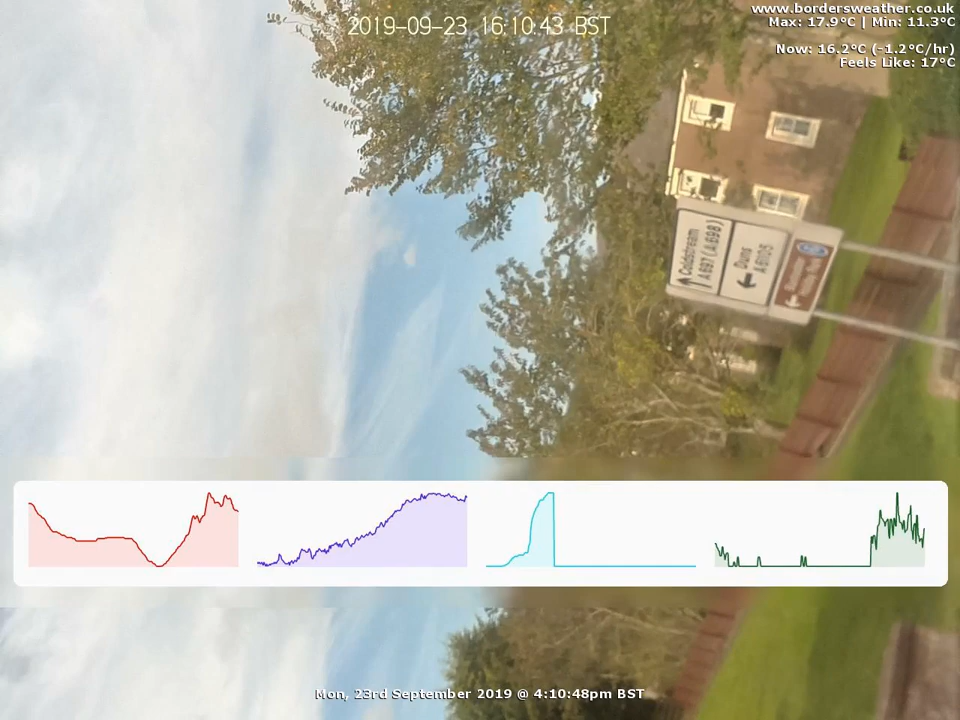 2019-09-23 16:10:43 BST
www.bordersweather.co.uk
Max: 17.9°C | Min: 11.3°C
Now: 16.2°C (-1.2°C/hr)
Feels Like: 17°C
Coldstream
A697 (A698)
Duns
A6105
Mon, 23rd September 2019 @ 4:10:48pm BST